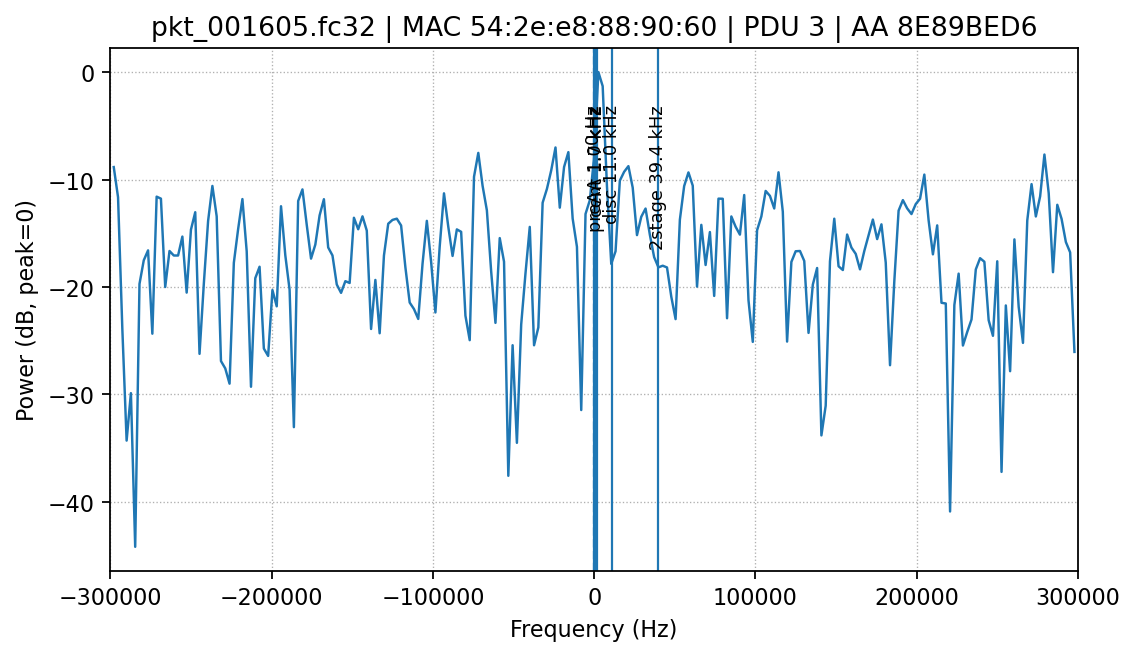 pkt_001605.fc32 | MAC 54:2e:e8:88:90:60 | PDU 3 | AA 8E89BED6
Power (dB, peak=0)
0
−10
−20
−30
−40
disc 11.0 kHz
2stage 39.4 kHz
−300000
−200000
−100000
0
100000
200000
300000
Frequency (Hz)